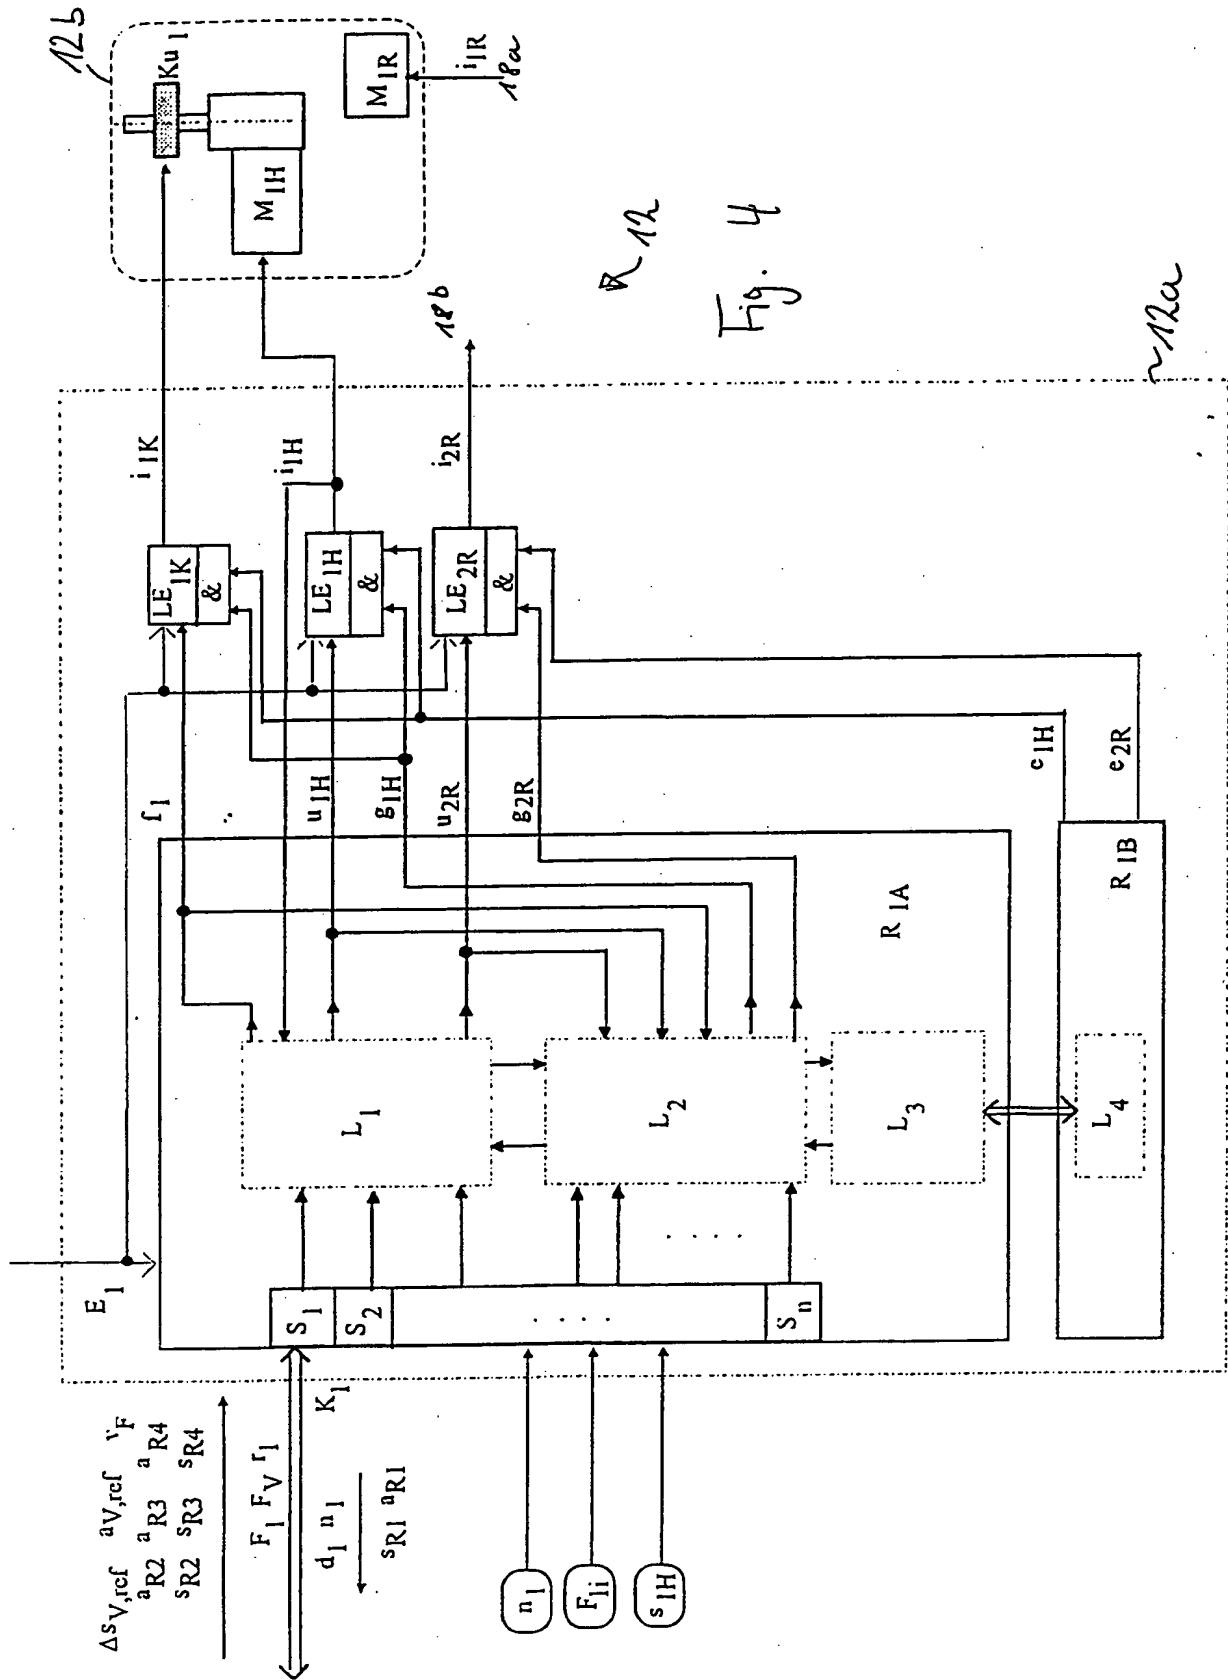 12b
Ku1
M1H
M1R
i1R
18a
12
Fig. 4
12a
18b
i1K
i1H
i2R
LE1K
&
LE1H
&
LE2R
&
f1
u1H
g1H
u2R
g2R
e1H
e2R
E1
L1
L2
L3
L4
R1A
R1B
S1
S2
. . . .
Sn
. . . . .
K1
ΔsV,ref aV,ref vF
aR2 aR3 aR4
sR2 sR3 sR4
F1 FV r1
d1 n1
sR1 aR1
n1
F1i
s1H